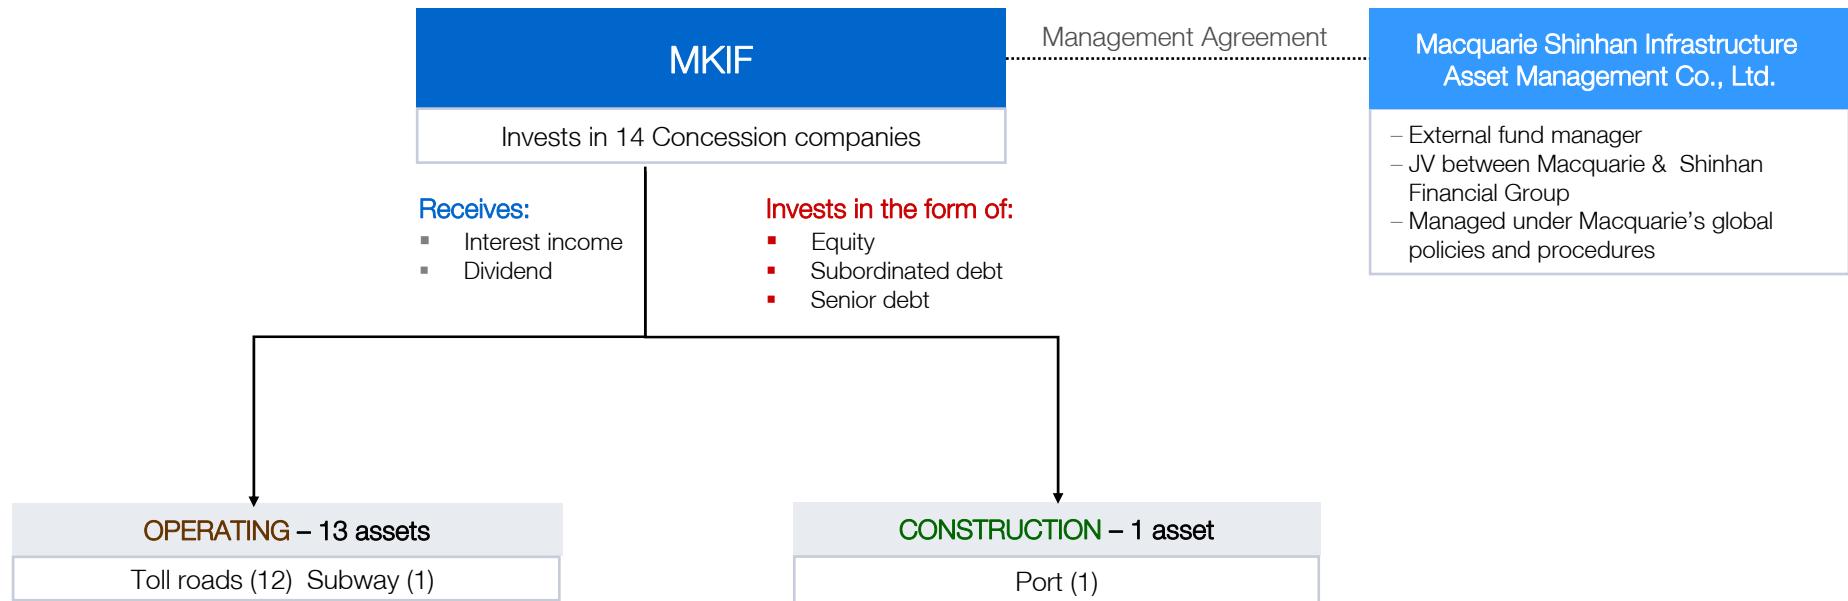 MKIF
Invests in 14 Concession companies
Management Agreement
Macquarie Shinhan Infrastructure
Asset Management Co., Ltd.
– External fund manager
– JV between Macquarie & Shinhan
Financial Group
– Managed under Macquarie’s global
policies and procedures
Receives:
▪ Interest income
▪ Dividend
Invests in the form of:
▪ Equity
▪ Subordinated debt
▪ Senior debt
OPERATING – 13 assets
Toll roads (12) Subway (1)
CONSTRUCTION – 1 asset
Port (1)